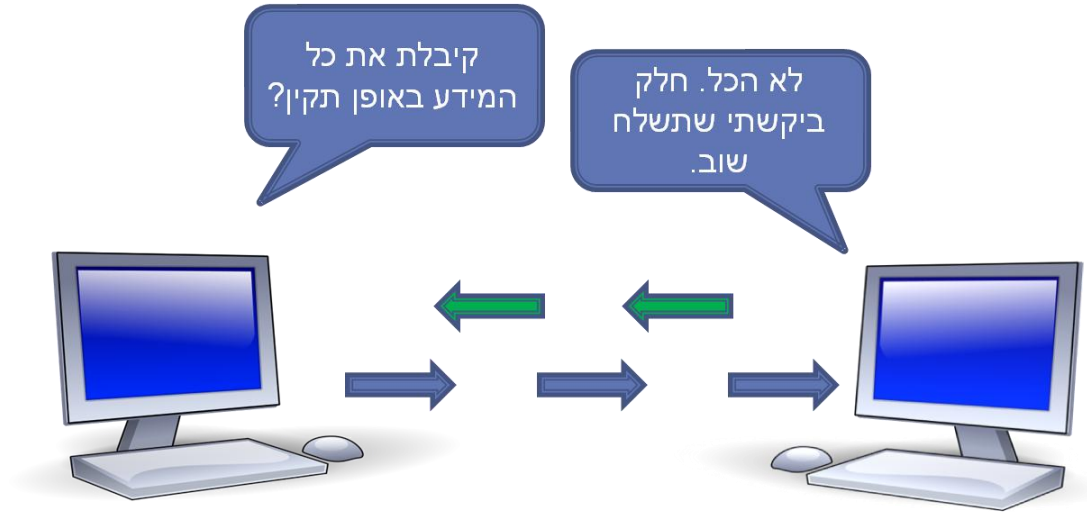 קיבלת את כל
המידע באופן תקין?
לא הכל. חלק
ביקשתי שתשלח
שוב.